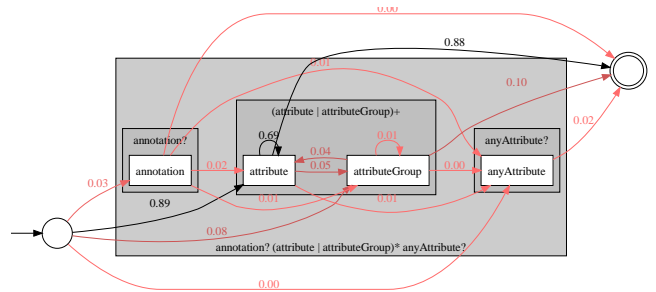 0.00
0.88
0.01
0.10
(attribute | attributeGroup)+
0.02
annotation?
0.69
0.01
anyAttribute?
0.04
annotation
0.02
attribute
0.05
attributeGroup
0.00
anyAttribute
0.03
0.89
0.01
0.01
0.08
annotation? (attribute | attributeGroup)* anyAttribute?
0.00